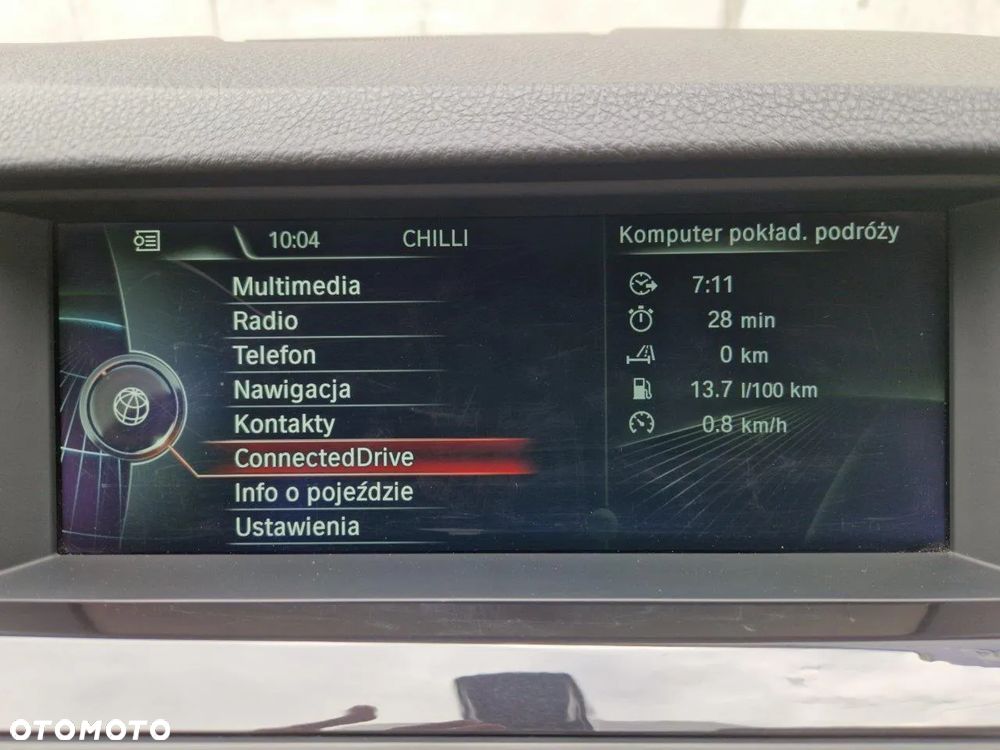 10:04 CHILLI
Multimedia
Radio
Telefon
Nawigacja
Kontakty
ConnectedDrive
Info o pojeździe
Ustawienia
Komputer pokład. podróży
7:11
28 min
0 km
13.7 l/100 km
0.8 km/h
OTOMOTO